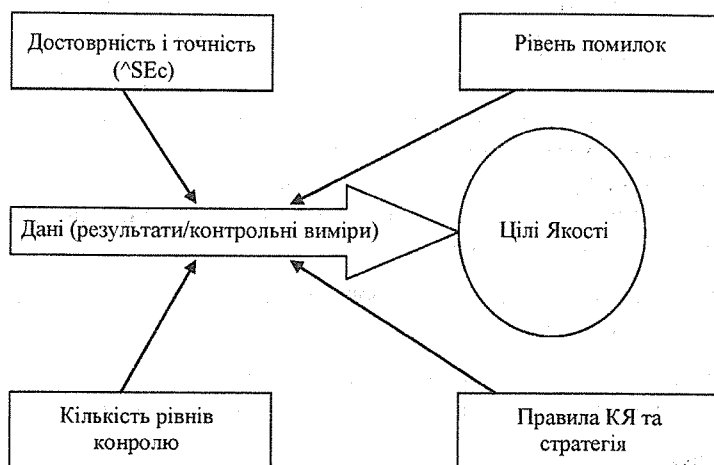 Достоврність і точність
(^SEc)
Рівень помилок
Дані (результати/контрольні виміри)
Цілі Якості
Кількість рівнів
конролю
Правила КЯ та
стратегія